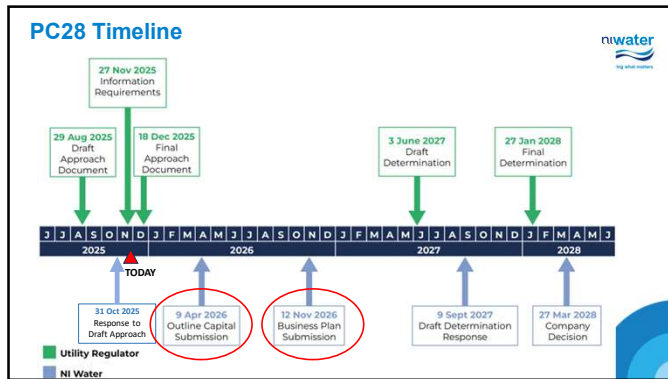 PC28 Timeline
niwater
27 Nov 2025
Information
Requirements
29 Aug 2025
Draft
Approach
Document
18 Dec 2025
Final
Approach
Document
3 June 2027
Draft
Determination
27 Jan 2028
Final
Determination
J J A S O N D J F M A M J J A S O N D J F M A M J J A S O N D J F M A M J
2025 2026 2027 2028
TODAY
31 Oct 2025
Response to
Draft Approach
9 Apr 2026
Outline Capital
Submission
12 Nov 2026
Business Plan
Submission
9 Sept 2027
Draft Determination
Response
27 Mar 2028
Company
Decision
Utility Regulator
NI Water